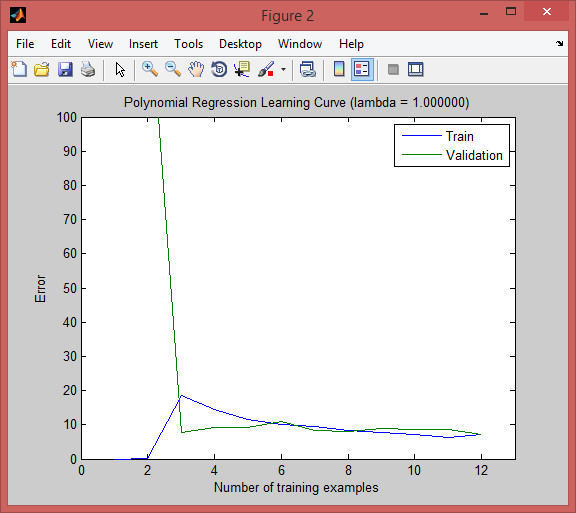 Figure 2
File Edit View Insert Tools Desktop Window Help
Polynomial Regression Learning Curve (lambda = 1.000000)
Train
Validation
100
90
80
70
60
50
40
30
20
10
0
Error
0 2 4 6 8 10 12
Number of training examples